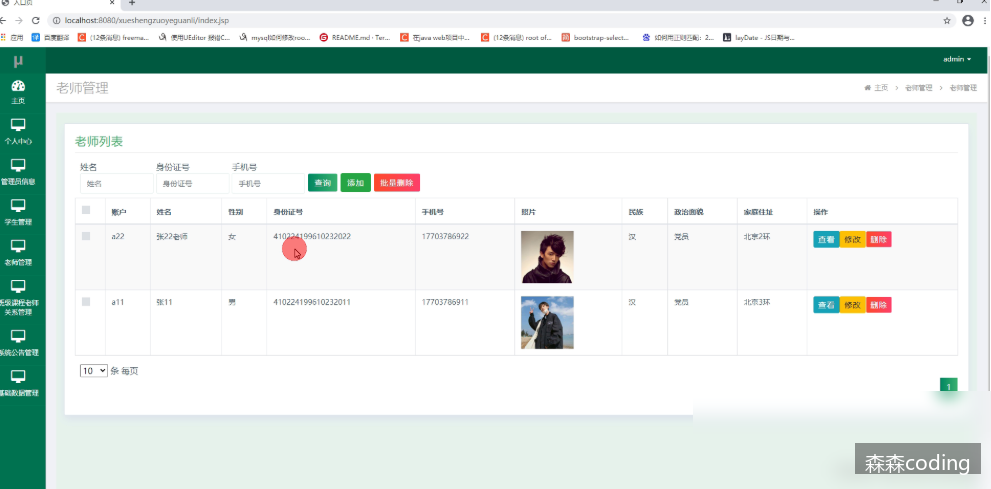 入口页
localhost:8080/xueshengzuoyeguanli/index.jsp
应用 百度翻译 (12条消息) freema... 使用UEditor 报错C... mysql如何修改roo... README.md · Ter... 在java web项目中... (12条消息) root of... bootstrap-select... 如何用正则匹配：2... layDate - JS日期与...
μ admin
主页
个人中心
管理员信息
学生管理
老师管理
班级课程老师
关系管理
系统公告管理
基础数据管理
老师管理 主页 > 老师管理 > 老师管理
老师列表
姓名 身份证号 手机号
姓名 身份证号 手机号 查询 添加 批量删除
账户 姓名 性别 身份证号 手机号 照片 民族 政治面貌 家庭住址 操作
a22 张22老师 女 410224199610232022 17703786922 汉 党员 北京2环 查看 修改 删除
a11 张11 男 410224199610232011 17703786911 汉 党员 北京3环 查看 修改 删除
10 条 每页
1
森森coding